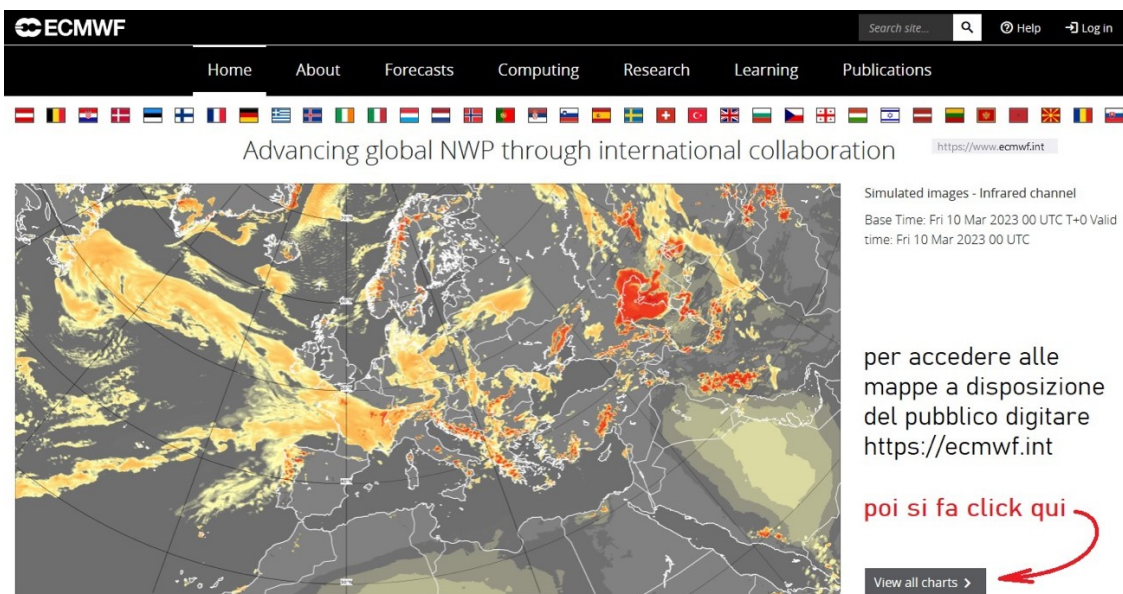 ECMWF
Search site...
Help
Log in
Home About Forecasts Computing Research Learning Publications
Advancing global NWP through international collaboration
https://www.ecmwf.int
Simulated images - Infrared channel
Base Time: Fri 10 Mar 2023 00 UTC T+0 Valid
time: Fri 10 Mar 2023 00 UTC
per accedere alle
mappe a disposizione
del pubblico digitare
https://ecmwf.int
poi si fa click qui
View all charts